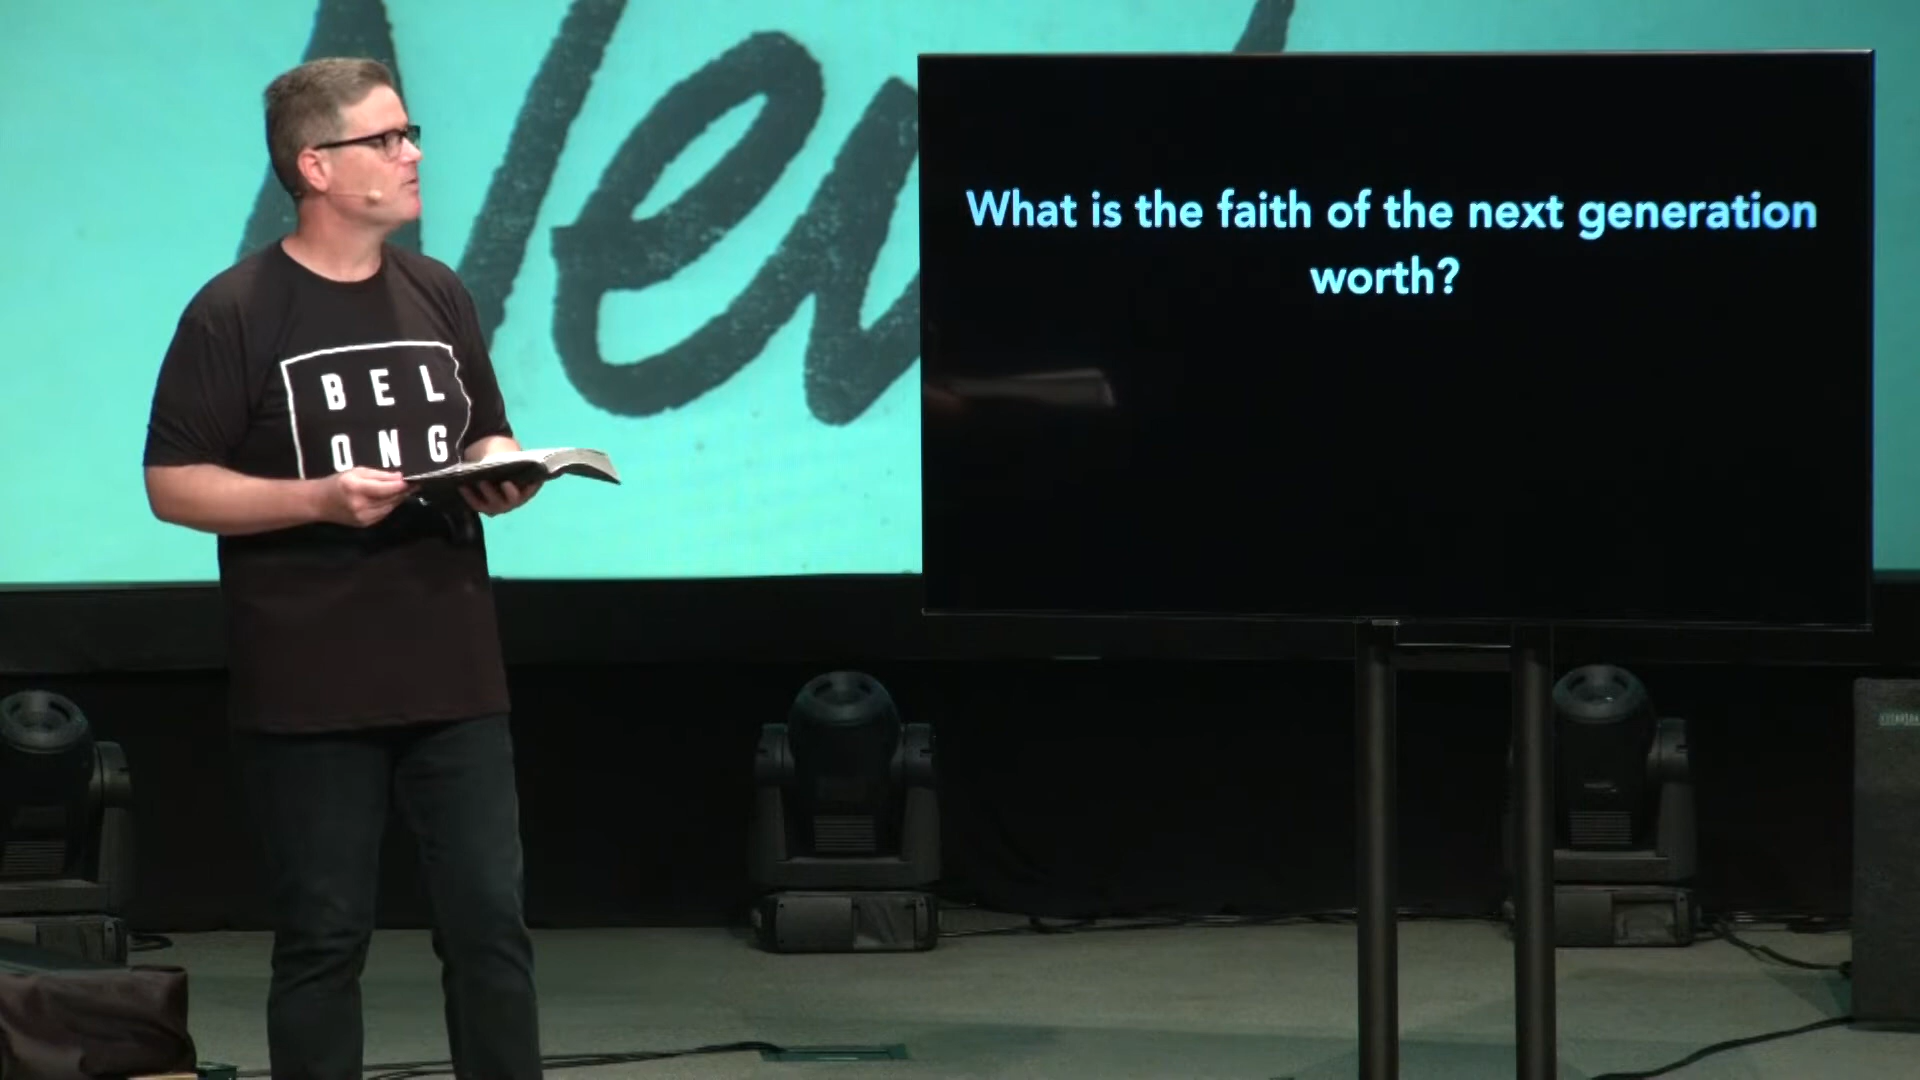 What is the faith of the next generation
worth?
BEL
ONG